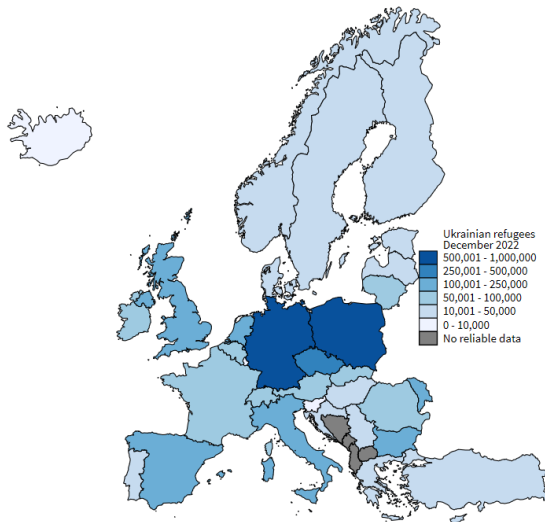 Ukrainian refugees
December 2022
500,001 - 1,000,000
250,001 - 500,000
100,001 - 250,000
50,001 - 100,000
10,001 - 50,000
0 - 10,000
No reliable data